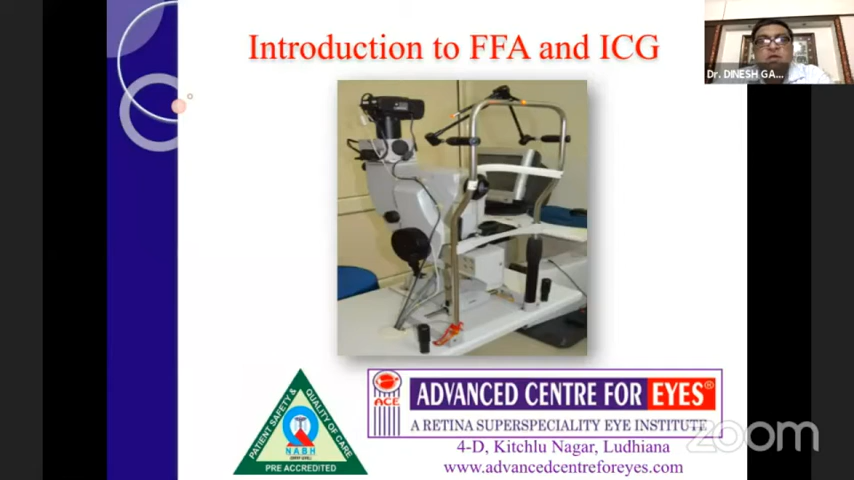 Introduction to FFA and ICG
Dr. DINESH GA...
ACE
ADVANCED CENTRE FOR EYES®
A RETINA SUPERSPECIALITY EYE INSTITUTE
PATIENT SAFETY &
QUALITY OF CARE
NABH
PRE ACCREDITED
4-D, Kitchlu Nagar, Ludhiana
www.advancedcentreforeyes.com
zoom